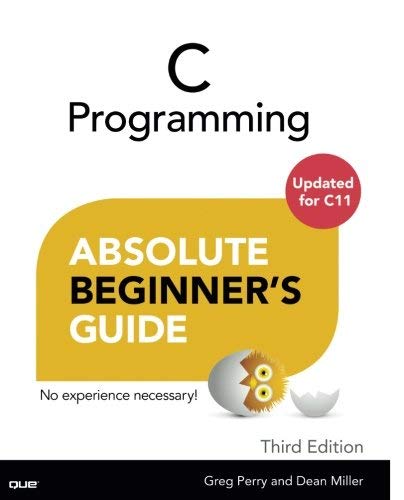 C
Programming
Updated
for C11
ABSOLUTE
BEGINNER'S
GUIDE
No experience necessary!
Third Edition
que
Greg Perry and Dean Miller